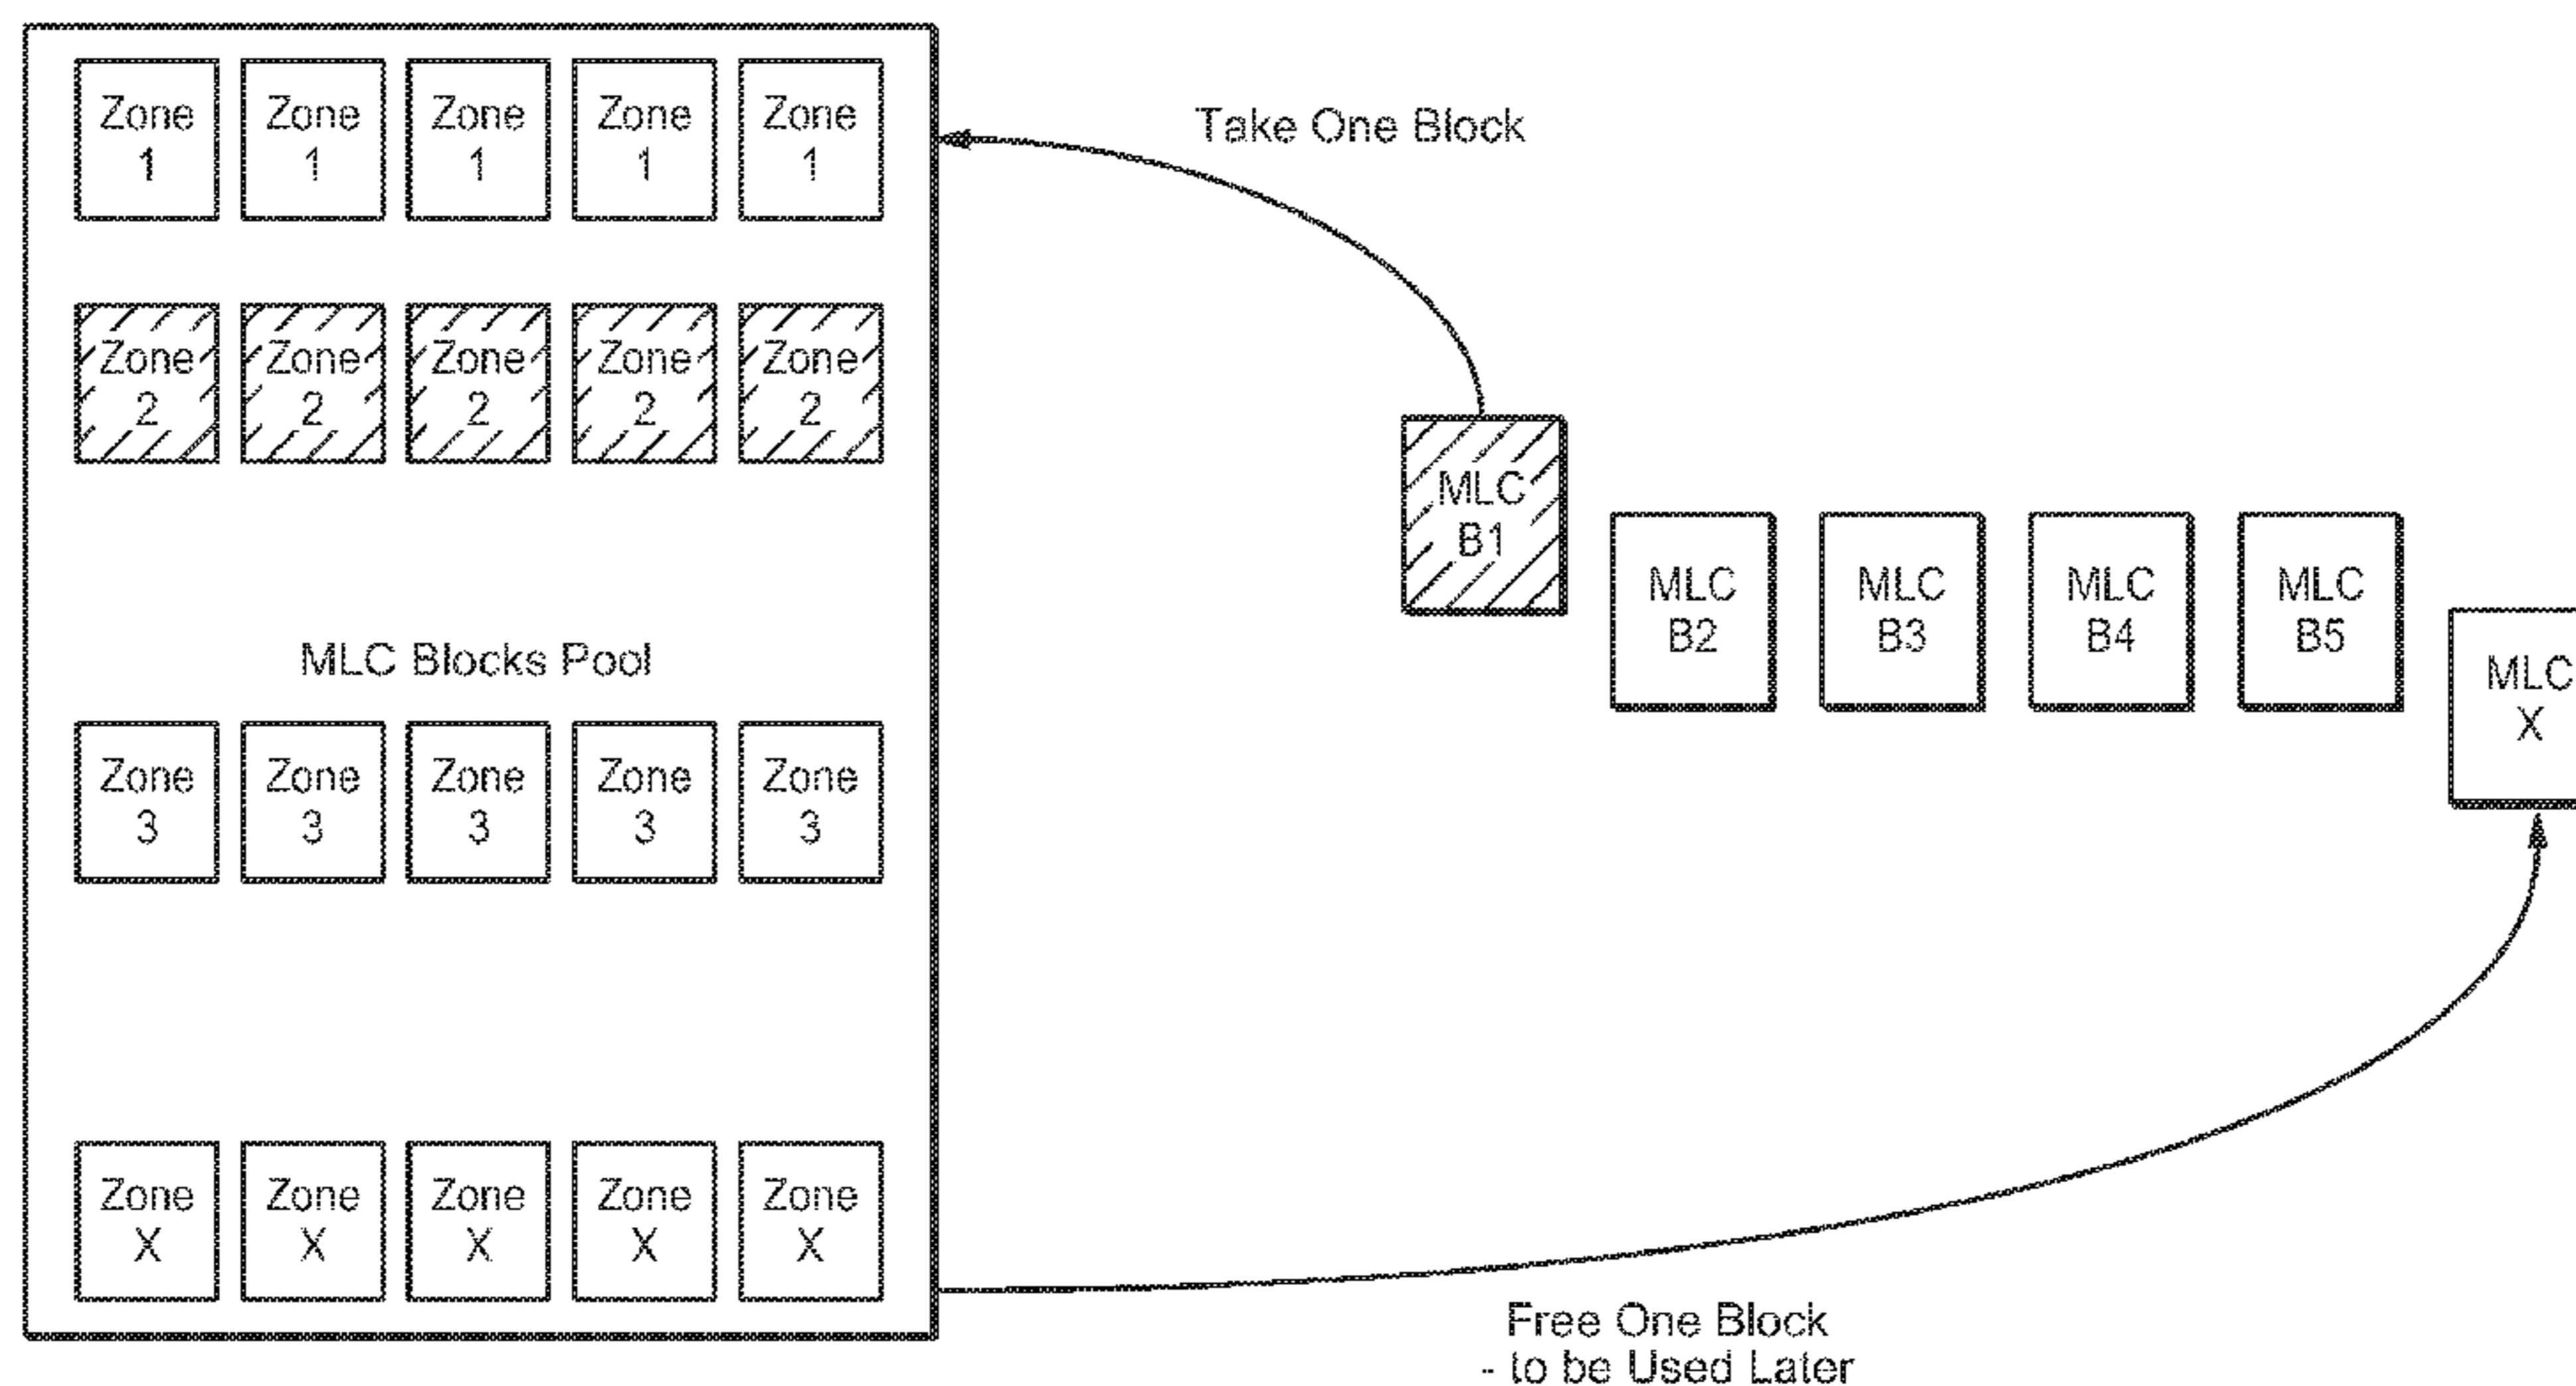 Zone 1
Zone 1
Zone 1
Zone 1
Zone 1
Zone 2
Zone 2
Zone 2
Zone 2
Zone 2
MLC Blocks Pool
Zone 3
Zone 3
Zone 3
Zone 3
Zone 3
Zone X
Zone X
Zone X
Zone X
Zone X
Take One Block
MLC
B1
MLC
B2
MLC
B3
MLC
B4
MLC
B5
MLC
X
Free One Block
- to be Used Later